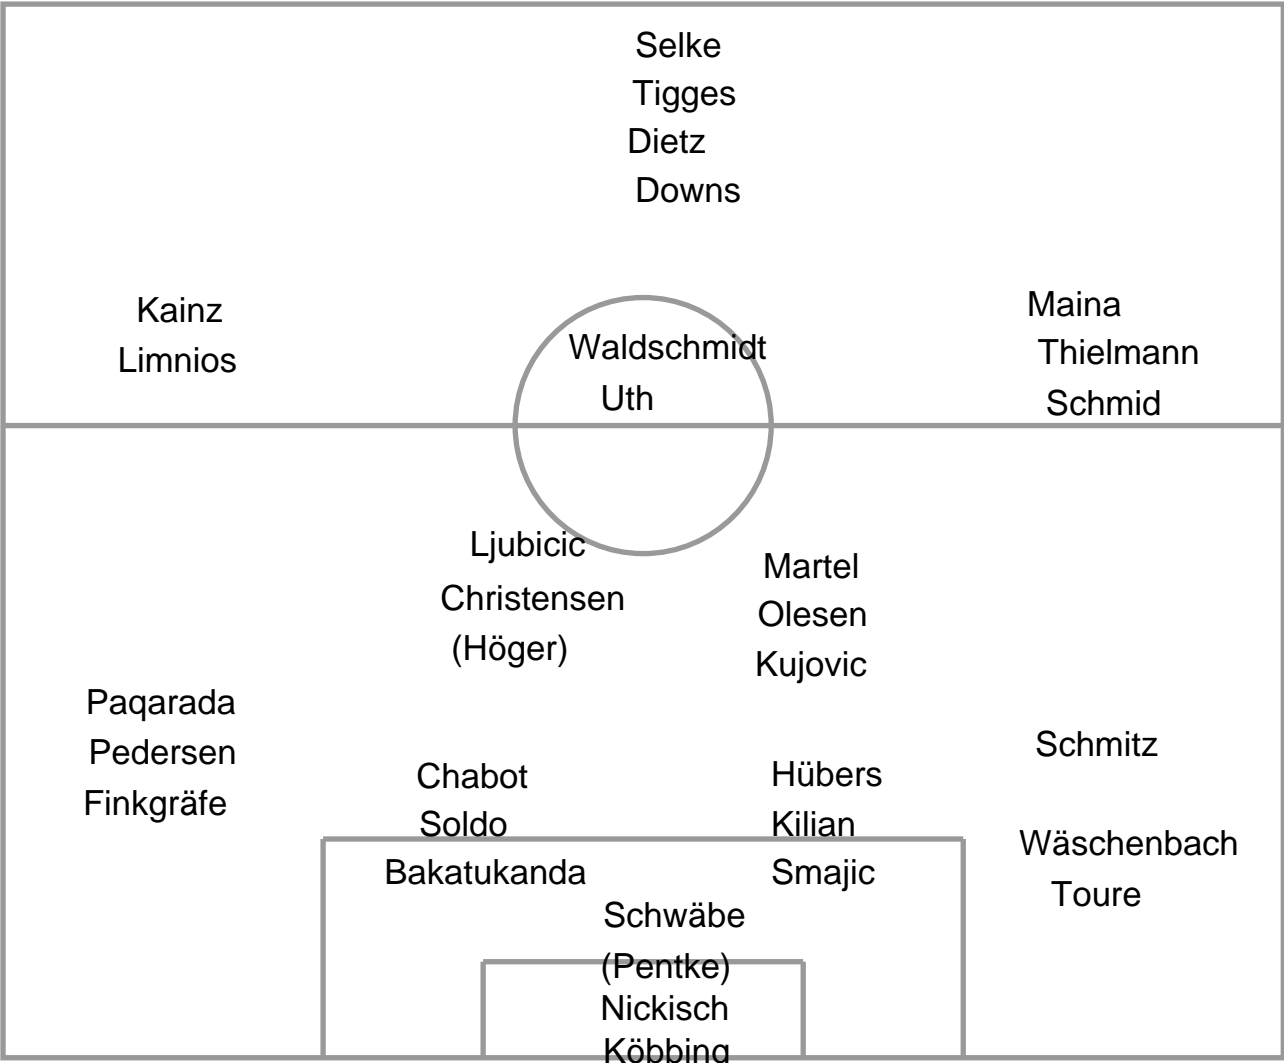 Selke
Tigges
Dietz
Downs
Kainz
Limnios
Waldschmidt
Uth
Maina
Thielmann
Schmid
Ljubicic
Christensen
(Höger)
Martel
Olesen
Kujovic
Paqarada
Pedersen
Finkgräfe
Chabot
Soldo
Bakatukanda
Hübers
Kilian
Smajic
Schmitz
Wäschenbach
Toure
Schwäbe
(Pentke)
Nickisch
Köbbing